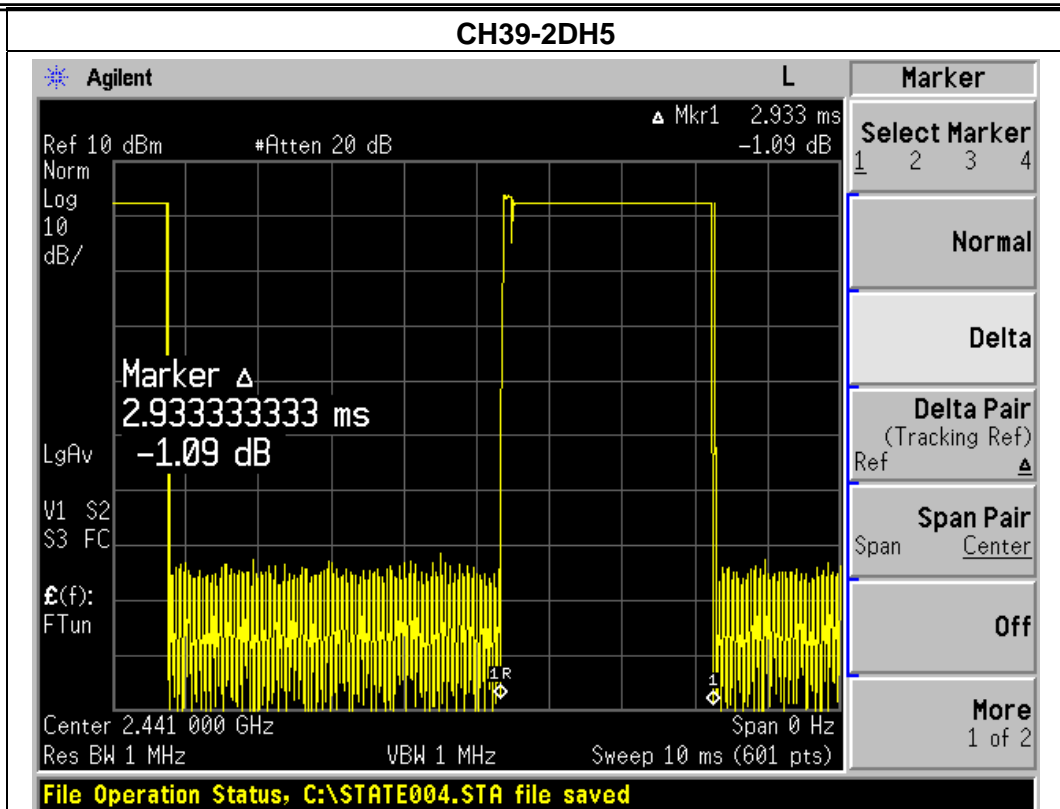 CH39-2DH5
Agilent L Marker
Δ Mkr1 2.933 ms
Ref 10 dBm #Atten 20 dB -1.09 dB
Norm
Log
10
dB/
Marker Δ
2.933333333 ms
-1.09 dB
LgAv
V1 S2
S3 FC
£(f):
FTun
1R
1
Center 2.441 000 GHz Span 0 Hz
Res BW 1 MHz VBW 1 MHz Sweep 10 ms (601 pts)
Select Marker
1 2 3 4
Normal
Delta
Delta Pair
(Tracking Ref)
Ref Δ
Span Pair
Span Center
Off
More
1 of 2
File Operation Status, C:\STATE004.STA file saved